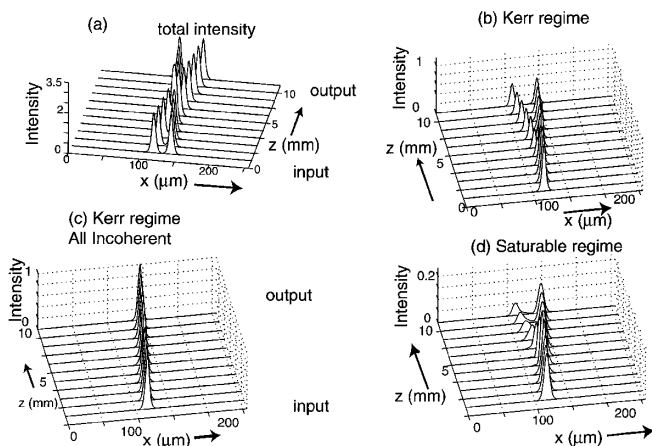 (a)
total intensity
Intensity
3.5
2
0
0
100
200
x (μm)
0
5
10
z (mm)
output
input
(b) Kerr regime
Intensity
1
0
10
5
0
z (mm)
0
100
200
x (μm)
(c) Kerr regime
All Incoherent
Intensity
1
0
10
5
0
z (mm)
0
100
200
x (μm)
output
input
(d) Saturable regime
Intensity
0.2
0
10
5
0
z (mm)
0
100
200
x (μm)